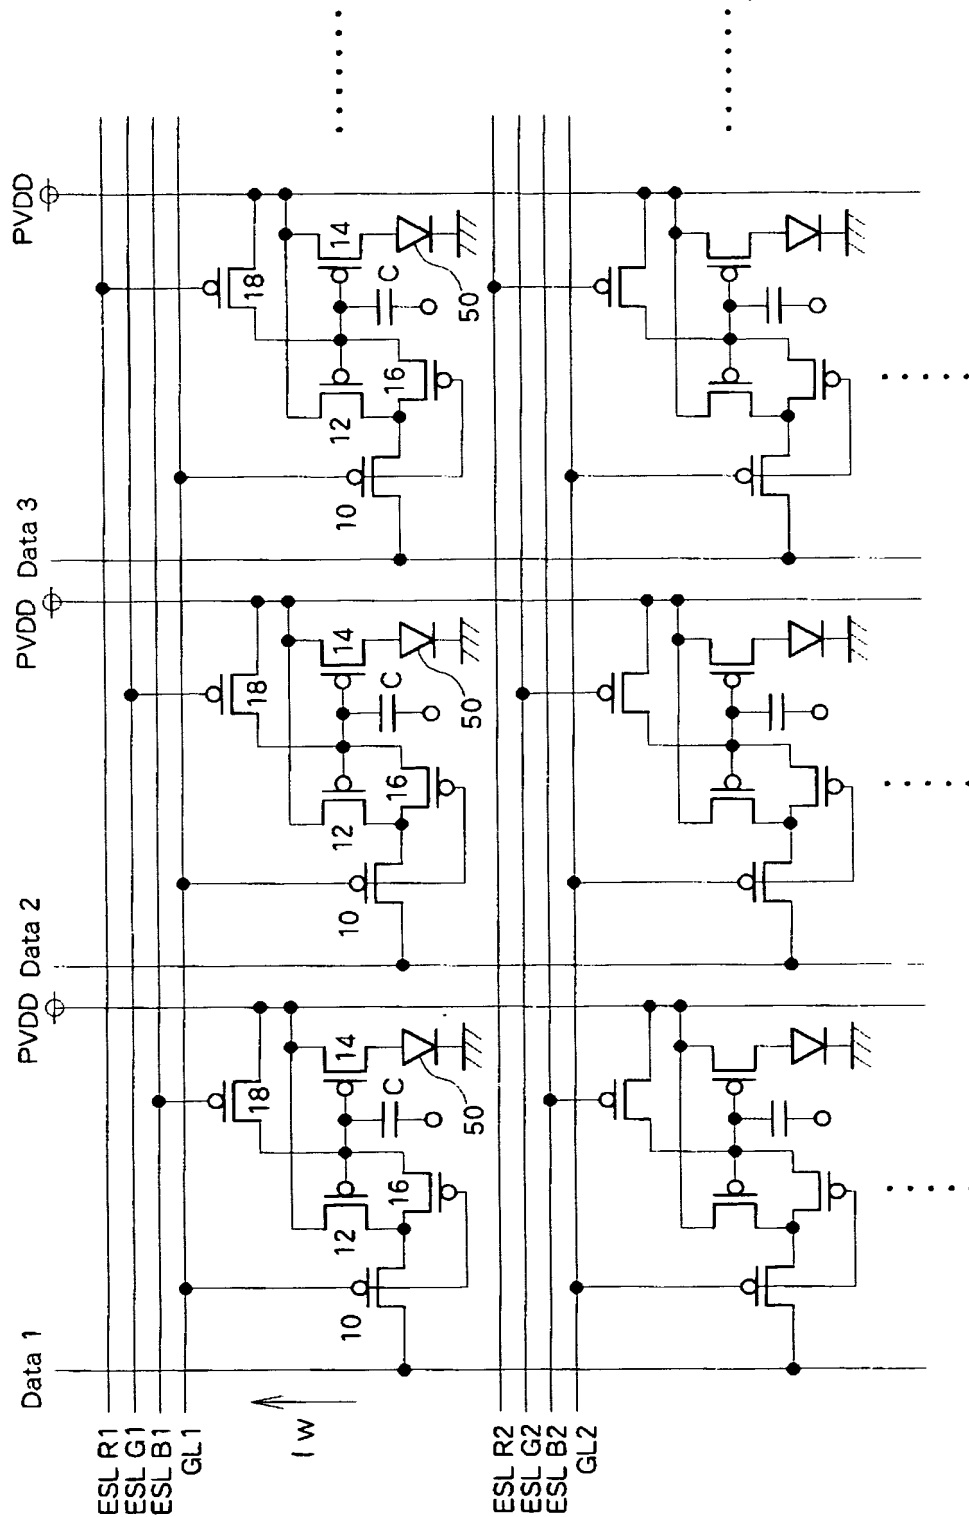 PVDD
Data 3
PVDD
Data 2
PVDD
Data 1
ESL R1
ESL G1
ESL B1
GL1
I W
ESL R2
ESL G2
ESL B2
GL2
18
14
C
50
16
12
10
18
14
C
50
16
12
10
18
14
C
50
16
12
10